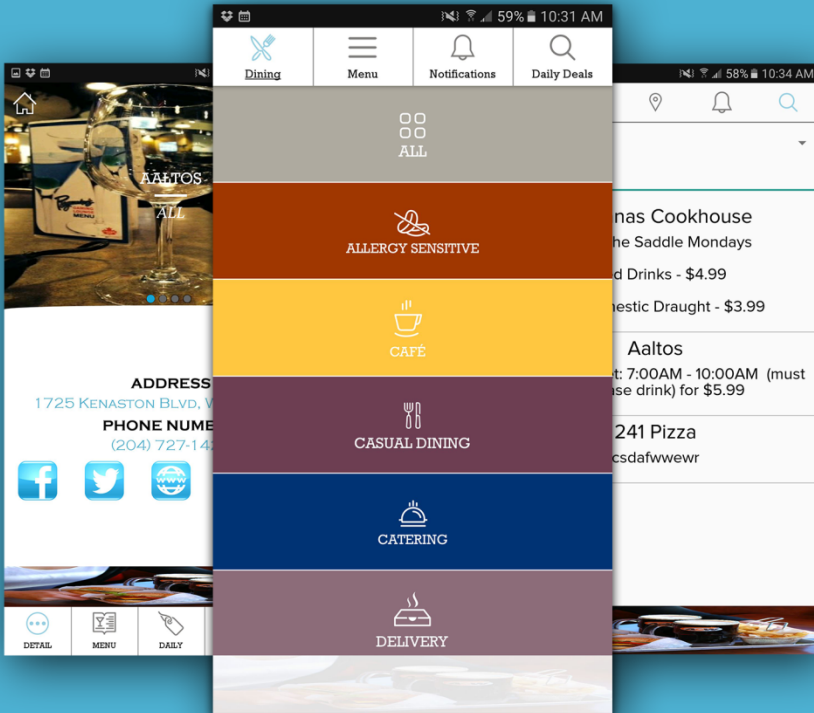 AALTOS
ALL
ADDRESS
1725 KENASTON BLVD, W
PHONE NUMB
(204) 727-14
DETAIL
MENU
DAILY
59% 10:31 AM
Dining
Menu
Notifications
Daily Deals
ALL
ALLERGY SENSITIVE
CAFÉ
CASUAL DINING
CATERING
DELIVERY
58% 10:34 AM
nas Cookhouse
he Saddle Mondays
d Drinks - $4.99
nestic Draught - $3.99
Aaltos
t: 7:00AM - 10:00AM (must
se drink) for $5.99
241 Pizza
csdafwwewr